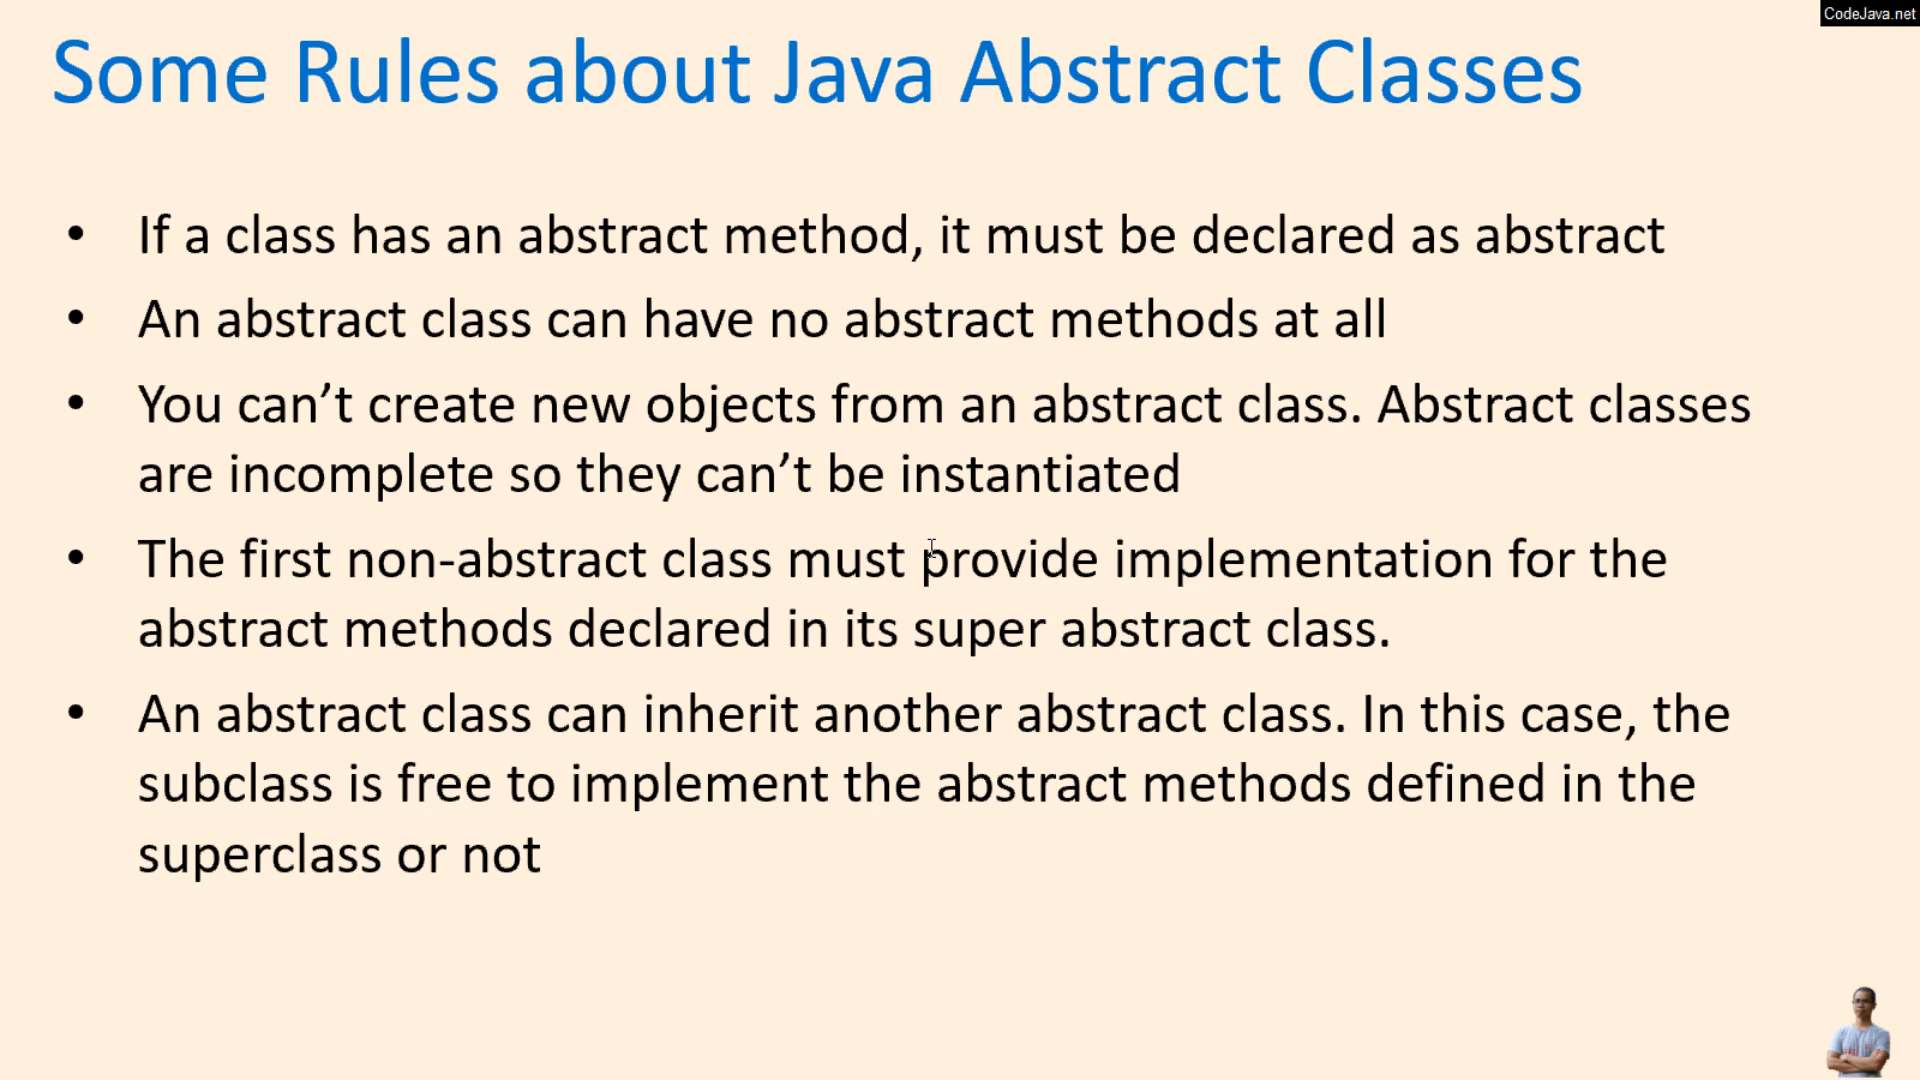 CodeJava.net
Some Rules about Java Abstract Classes
• If a class has an abstract method, it must be declared as abstract
• An abstract class can have no abstract methods at all
• You can’t create new objects from an abstract class. Abstract classes
are incomplete so they can’t be instantiated
• The first non-abstract class must provide implementation for the
abstract methods declared in its super abstract class.
• An abstract class can inherit another abstract class. In this case, the
subclass is free to implement the abstract methods defined in the
superclass or not